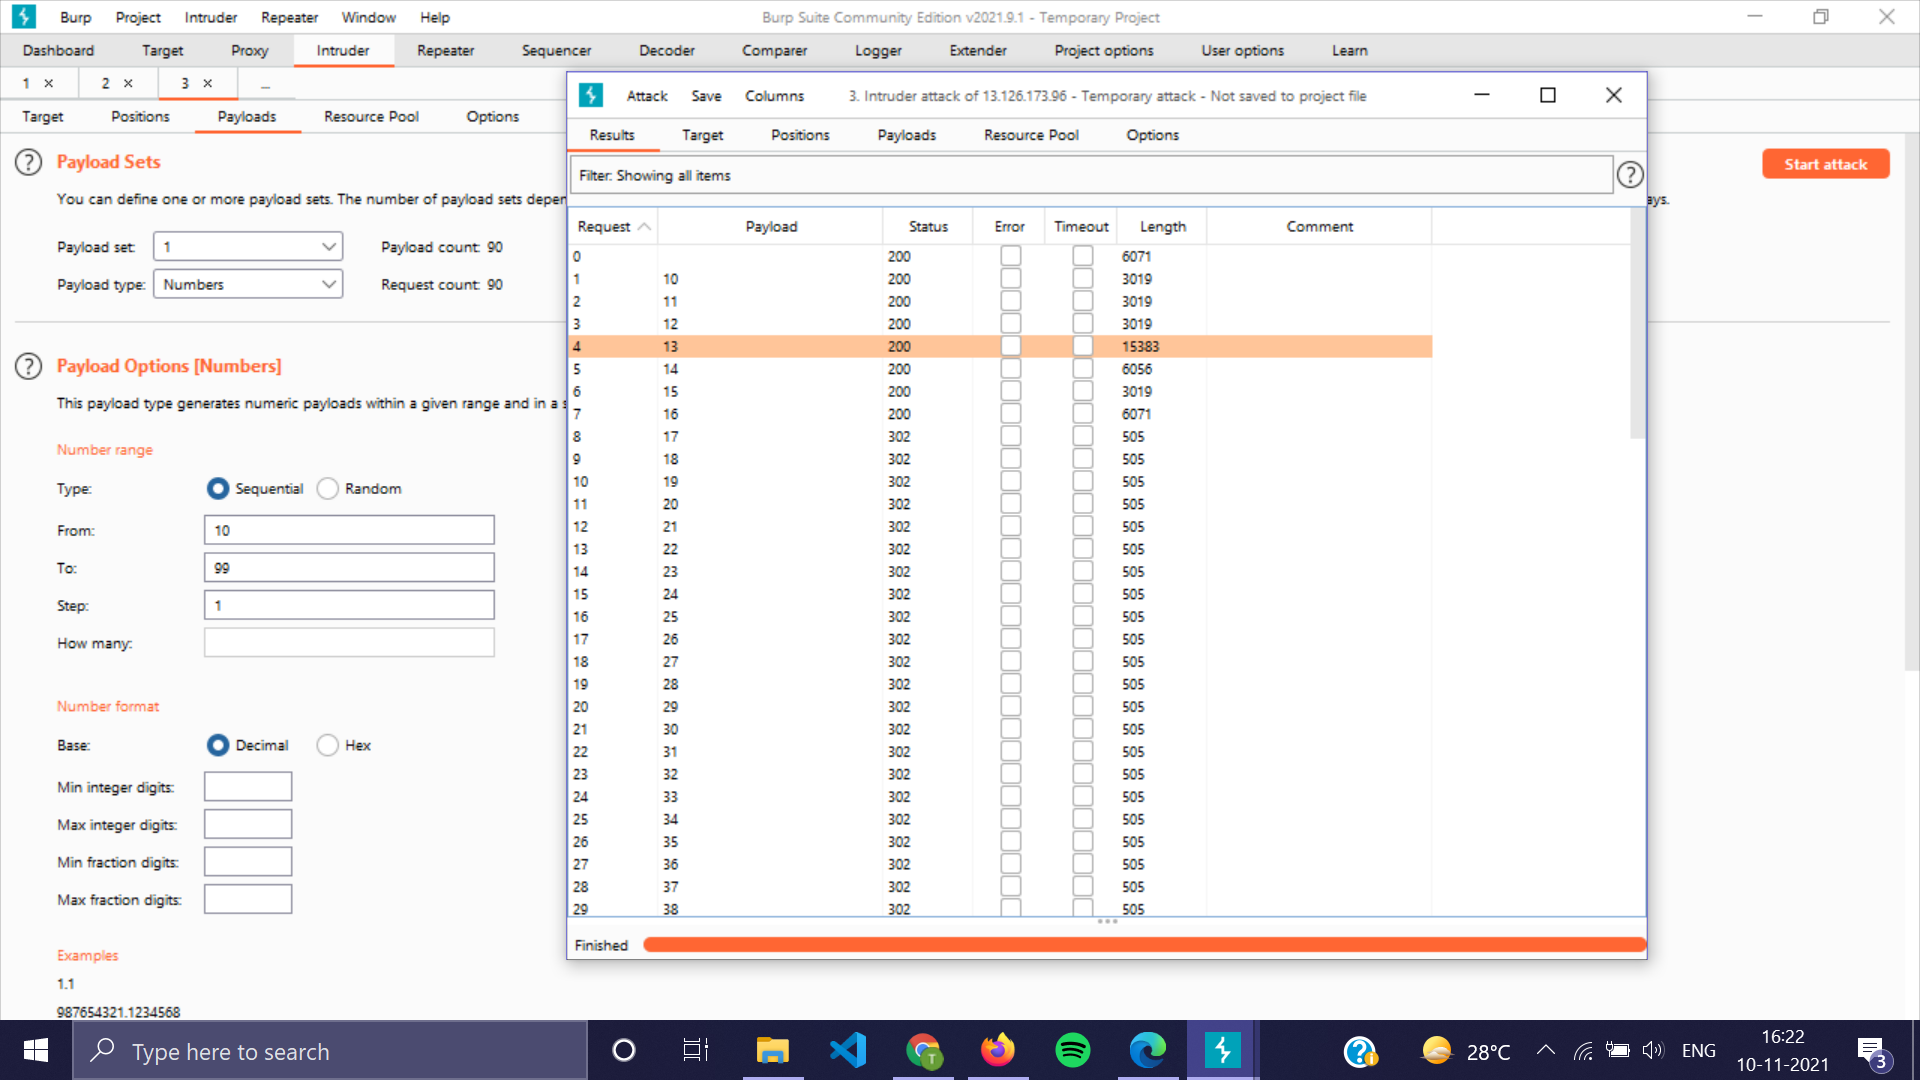 Burp Project Intruder Repeater Window Help Burp Suite Community Edition v2021.9.1 - Temporary Project
Dashboard Target Proxy Intruder Repeater Sequencer Decoder Comparer Logger Extender Project options User options Learn
1 × 2 × 3 × ...
Target Positions Payloads Resource Pool Options
Payload Sets
Start attack
You can define one or more payload sets. The number of payload sets depen
ays.
Payload set: 1 Payload count: 90
Payload type: Numbers Request count: 90
Payload Options [Numbers]
This payload type generates numeric payloads within a given range and in a s
Number range
Type: Sequential Random
From: 10
To: 99
Step: 1
How many:
Number format
Base: Decimal Hex
Min integer digits:
Max integer digits:
Min fraction digits:
Max fraction digits:
Examples
1.1
987654321.1234568
Attack Save Columns 3. Intruder attack of 13.126.173.96 - Temporary attack - Not saved to project file
Results Target Positions Payloads Resource Pool Options
Filter: Showing all items
?
Request Payload Status Error Timeout Length Comment
0 200 6071
1 10 200 3019
2 11 200 3019
3 12 200 3019
4 13 200 15383
5 14 200 6056
6 15 200 3019
7 16 200 6071
8 17 302 505
9 18 302 505
10 19 302 505
11 20 302 505
12 21 302 505
13 22 302 505
14 23 302 505
15 24 302 505
16 25 302 505
17 26 302 505
18 27 302 505
19 28 302 505
20 29 302 505
21 30 302 505
22 31 302 505
23 32 302 505
24 33 302 505
25 34 302 505
26 35 302 505
27 36 302 505
28 37 302 505
29 38 302 505
Finished
Type here to search
T
28°C
ENG
16:22
10-11-2021
3